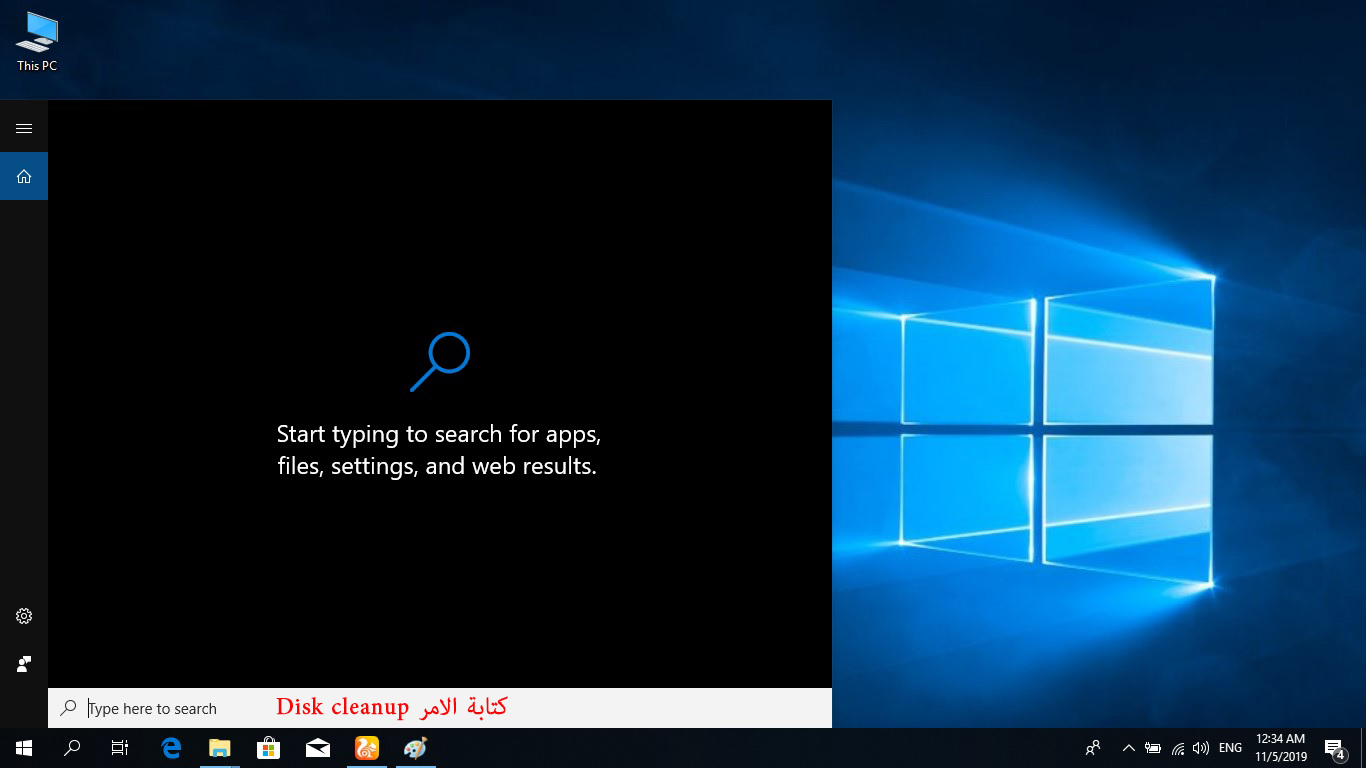 This PC
Start typing to search for apps,
files, settings, and web results.
Type here to search
كتابة الامر Disk cleanup
ENG
12:34 AM
11/5/2019
4